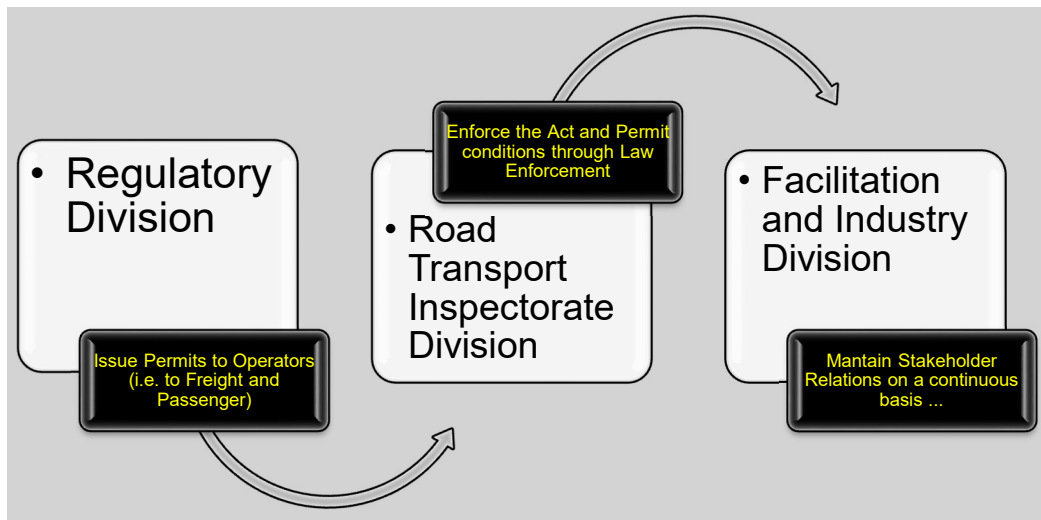 • Regulatory
Division
Issue Permits to Operators
(i.e. to Freight and
Passenger)
Enforce the Act and Permit
conditions through Law
Enforcement
• Road
Transport
Inspectorate
Division
• Facilitation
and Industry
Division
Mantain Stakeholder
Relations on a continuous
basis ...